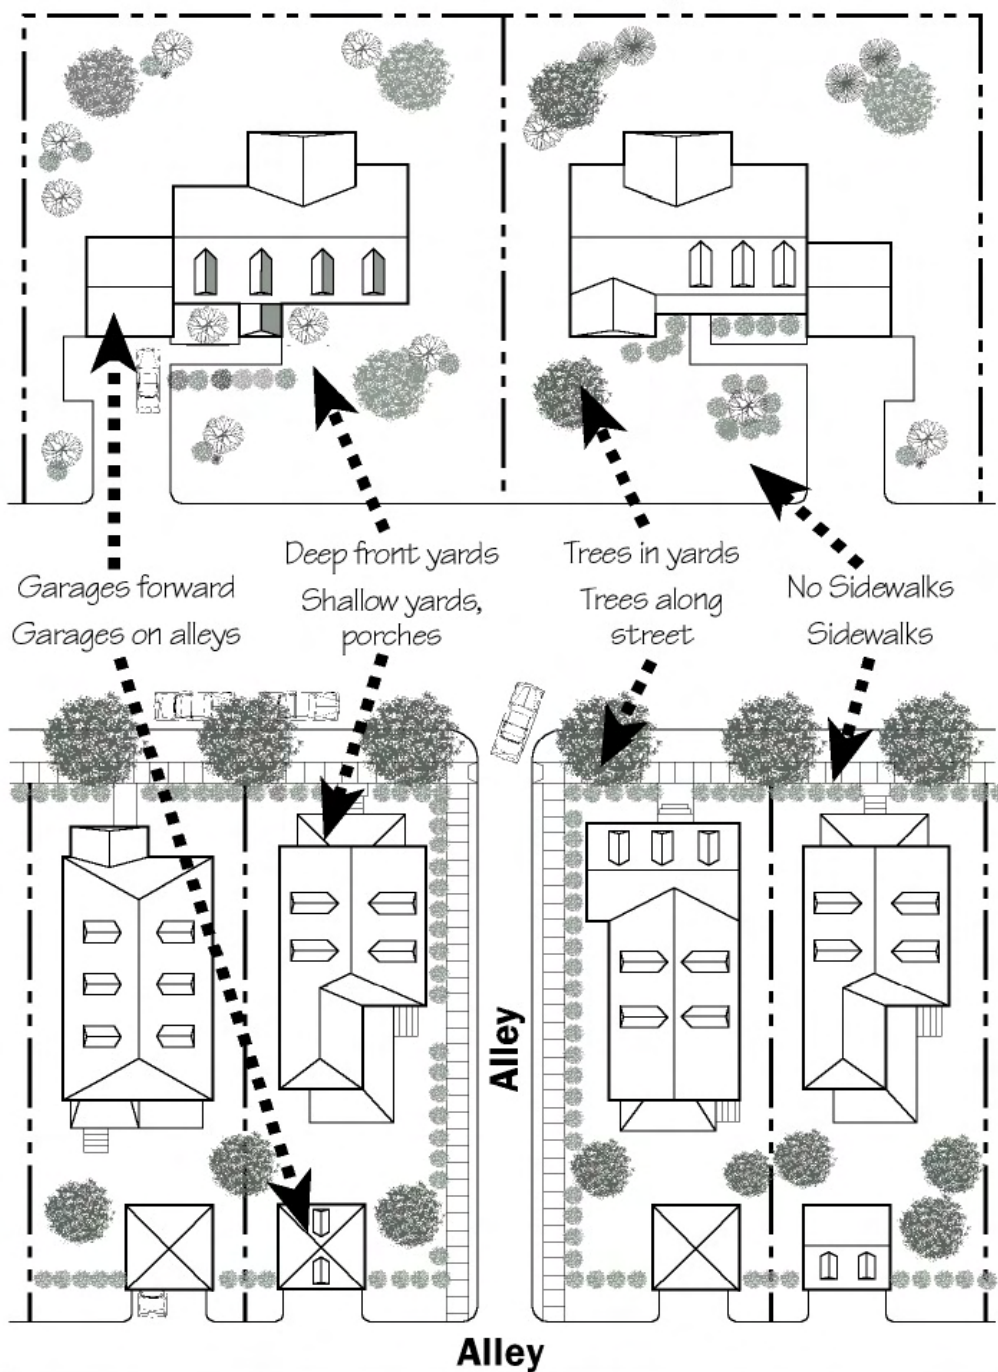 Deep front yards
Shallow yards,
porches
Trees in yards
Trees along
street
Garages forward
Garages on alleys
No Sidewalks
Sidewalks
Alley
Alley